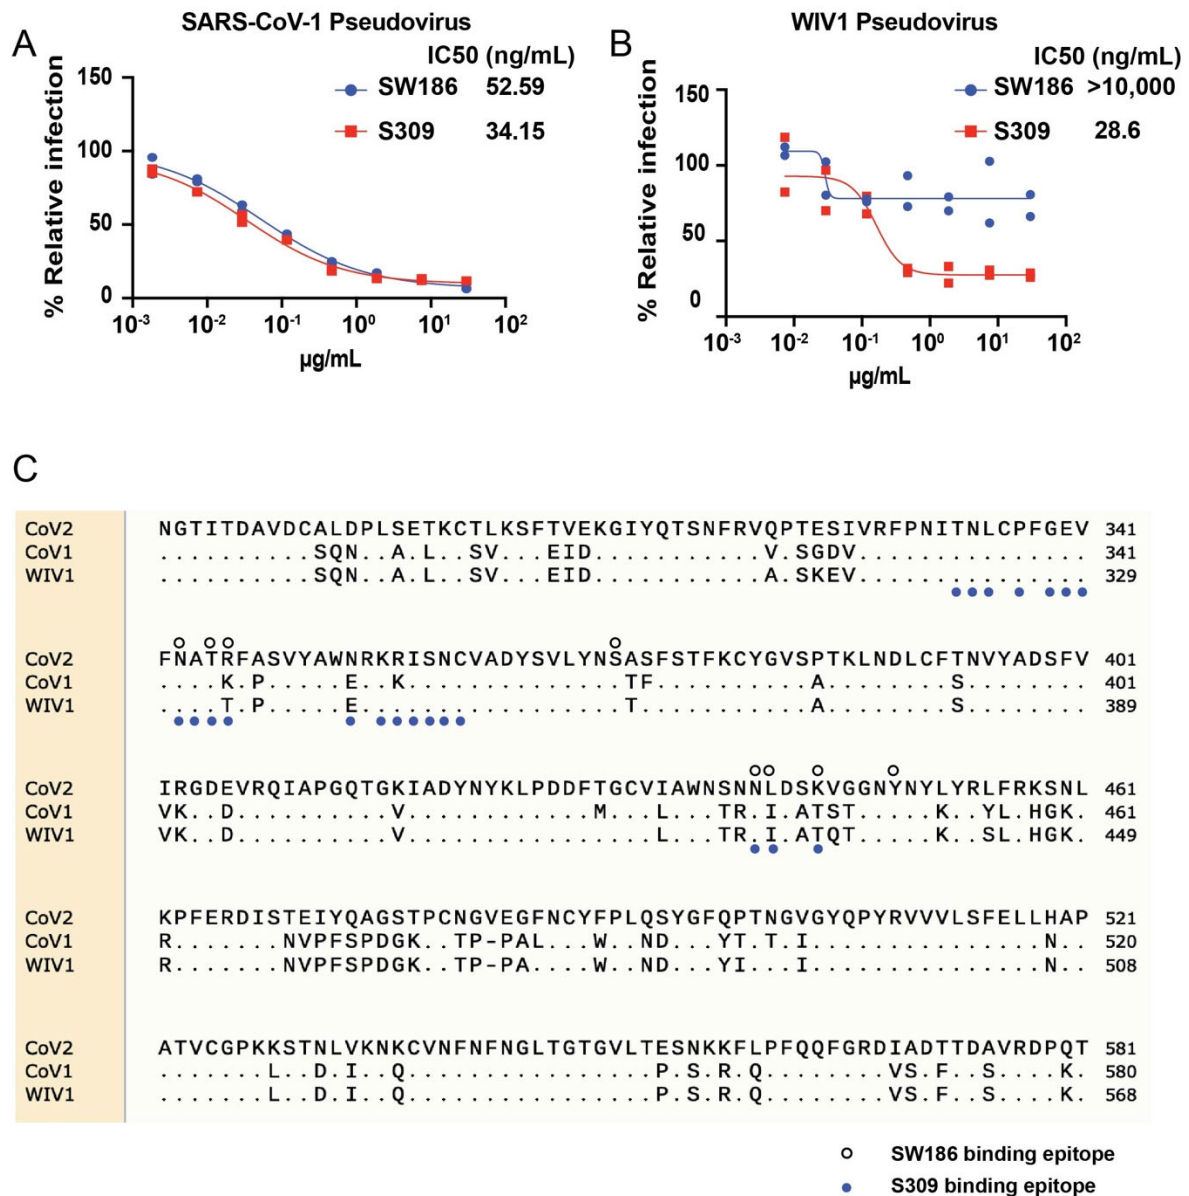 A
SARS-CoV-1 Pseudovirus
IC50 (ng/mL)
SW186 52.59
S309 34.15
% Relative infection
150
100
50
0
10-3 10-2 10-1 100 101 102
µg/mL
B
WIV1 Pseudovirus
IC50 (ng/mL)
SW186 >10,000
S309 28.6
% Relative infection
150
100
50
0
10-3 10-2 10-1 100 101 102
µg/mL
C
CoV2 NGTITDAVDCALDPLSETKCTLKSFTVEKGIYQTSNFRVQPTESIVRFPNITNLCPFGEV 341
CoV1 ..........SQN..A.L..SV...EID...........V.SGDV............... 341
WIV1 ..........SQN..A.L..SV...EID...........A.SKEV............... 329
CoV2 FNATRFASVYAWNRKRISNCVADYSVLYNSASFSTFKCYGVSPTKLNDLCFTNVYADSFV 401
CoV1 ....K.P.....E..K..............TF..........A........S........ 401
WIV1 ....T.P.....E.................T...........A........S........ 389
CoV2 IRGDEVRQIAPGQTGKIADYNYKLPDDFTGCVIAWNSNNLDSKVGGNYNYLYRLFRKSNL 461
CoV1 VK..D..........V............M...L...TR.I.ATST.....K..YL.HGK. 461
WIV1 VK..D..........V................L...TR.I.ATQT.....K..SL.HGK. 449
CoV2 KPFERDISTEIYQAGSTPCNGVEGFNCYFPLQSYGFQPTNGVGYQPYRVVVLSFELLHAP 521
CoV1 R.......NVPFSPDGK..TP-PAL...W..ND...YT.T.I...............N.. 520
WIV1 R.......NVPFSPDGK..TP-PA....W..ND...YI...I...............N.. 508
CoV2 ATVCGPKKSTNLVKNKCVNFNFNGLTGTGVLTESNKKFLPFQQFGRDIADTTDAVRDPQT 581
CoV1 .......L..D.I..Q................P.S.R.Q........VS.F..S....K. 580
WIV1 .......L..D.I..Q................P.S.R.Q........VS.F..S....K. 568
SW186 binding epitope
S309 binding epitope